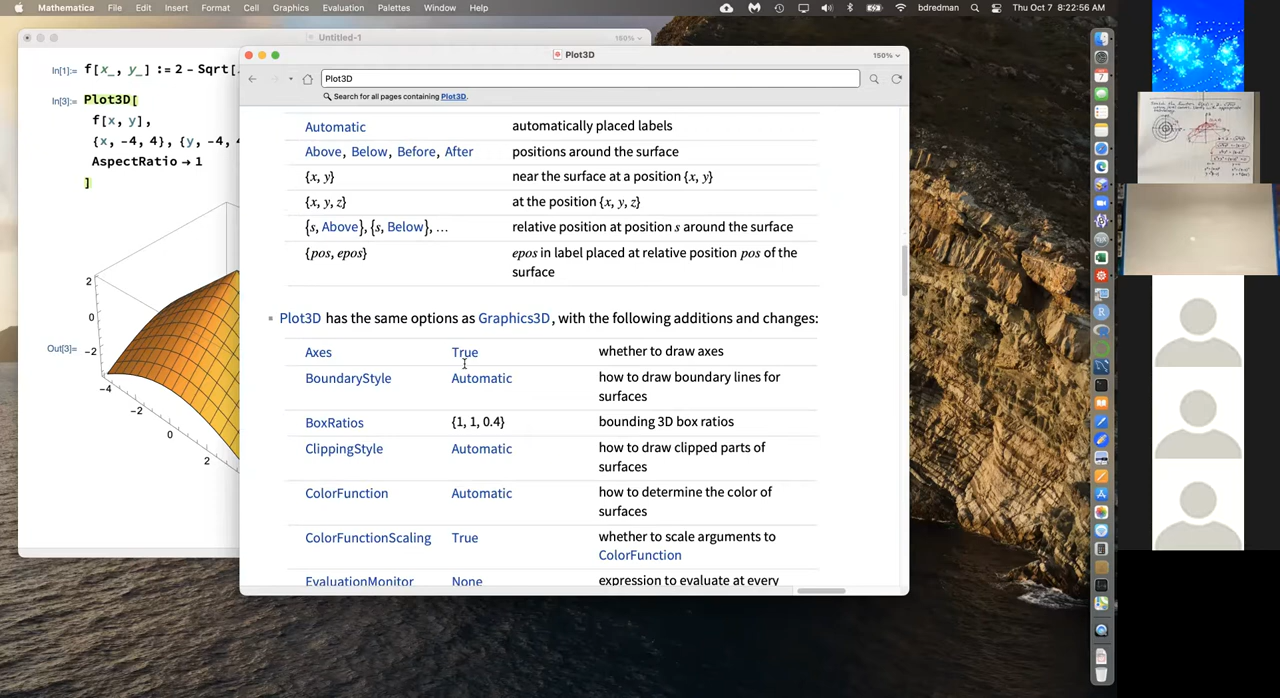 Mathematica File Edit Insert Format Cell Graphics Evaluation Palettes Window Help bdredman Thu Oct 7 8:22:56 AM
Untitled-1 160%
In[1]:= f[x_, y_] := 2 - Sqrt[
In[3]:= Plot3D[
f[x, y],
{x, -4, 4}, {y, -4,
AspectRatio → 1
]
Out[3]=
2
0
-2
-4
-2
0
2
Plot3D 150%
Plot3D
Search for all pages containing Plot3D.
Automatic automatically placed labels
Above, Below, Before, After positions around the surface
{x, y} near the surface at a position {x, y}
{x, y, z} at the position {x, y, z}
{s, Above}, {s, Below}, … relative position at position s around the surface
{pos, epos} epos in label placed at relative position pos of the
surface
Plot3D has the same options as Graphics3D, with the following additions and changes:
Axes True whether to draw axes
BoundaryStyle Automatic how to draw boundary lines for
surfaces
BoxRatios {1, 1, 0.4} bounding 3D box ratios
ClippingStyle Automatic how to draw clipped parts of
surfaces
ColorFunction Automatic how to determine the color of
surfaces
ColorFunctionScaling True whether to scale arguments to
ColorFunction
EvaluationMonitor None expression to evaluate at every